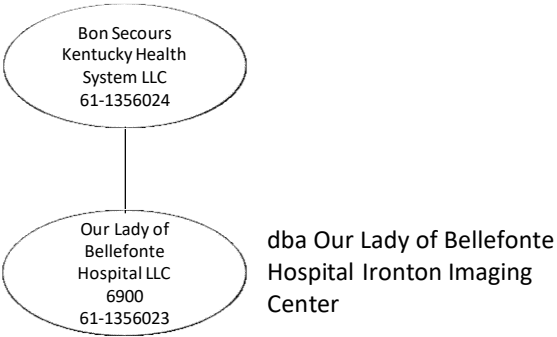 Bon Secours
Kentucky Health
System LLC
61-1356024
Our Lady of
Bellefonte
Hospital LLC
6900
61-1356023
dba Our Lady of Bellefonte
Hospital Ironton Imaging
Center